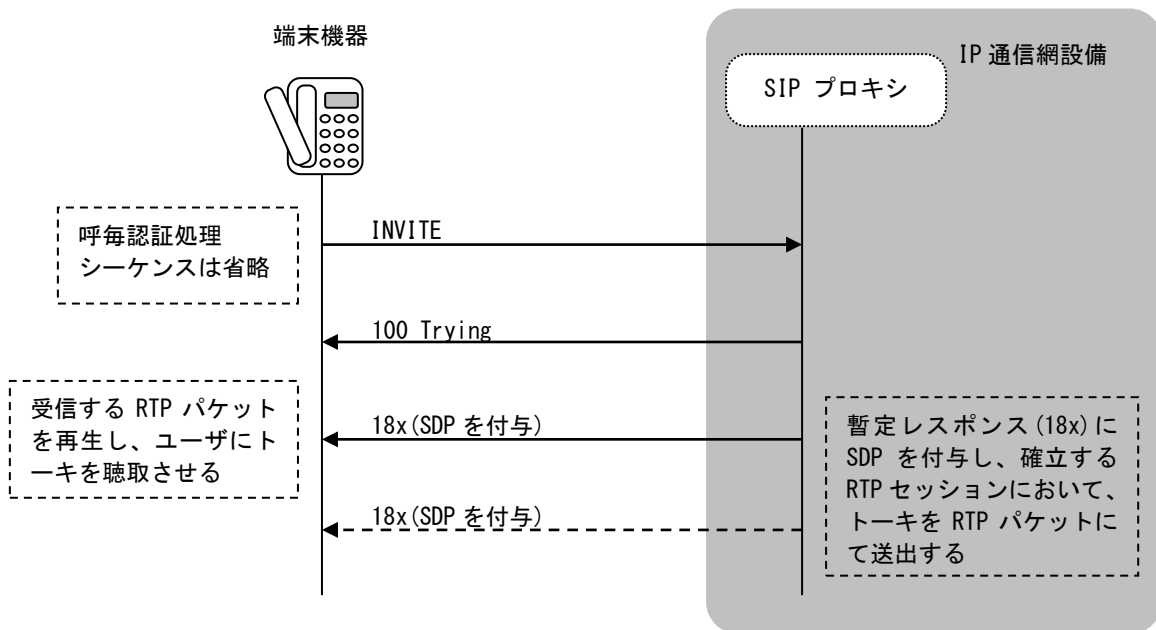 端末機器
IP 通信網設備
SIP プロキシ
呼毎認証処理
シーケンスは省略
INVITE
100 Trying
受信する RTP パケット
を再生し、ユーザにト
ーキを聴取させる
18x(SDP を付与)
18x(SDP を付与)
暫定レスポンス(18x)に
SDP を付与し、確立する
RTP セッションにおいて、
トーキを RTP パケットに
て送出する